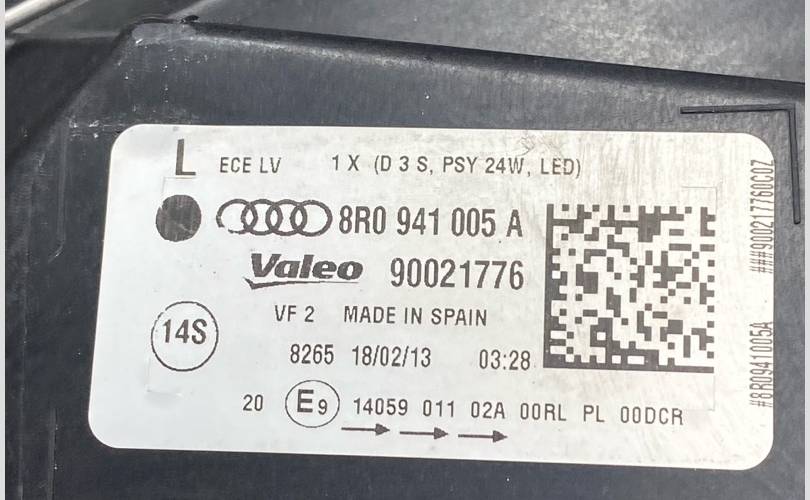 L ECE LV 1 X (D 3 S, PSY 24W, LED)
8R0 941 005 A
Valeo 90021776
VF 2 MADE IN SPAIN
14S
8265 18/02/13 03:28
20 E9 14059 011 02A 00RL PL 00DCR
###900217760C0Z
#8R0941005A